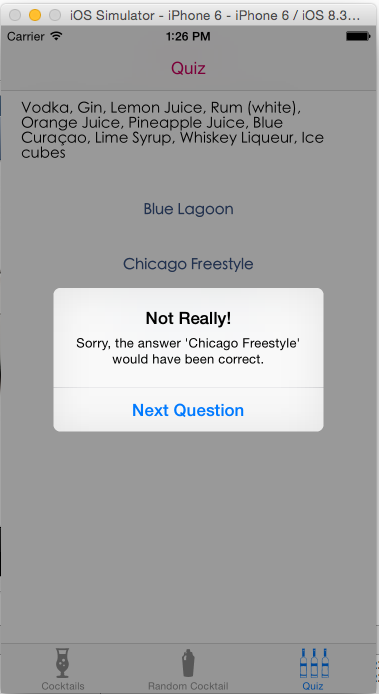 iOS Simulator - iPhone 6 - iPhone 6 / iOS 8.3...
Carrier 1:26 PM
Quiz
Vodka, Gin, Lemon Juice, Rum (white),
Orange Juice, Pineapple Juice, Blue
Curaçao, Lime Syrup, Whiskey Liqueur, Ice
cubes
Blue Lagoon
Chicago Freestyle
Not Really!
Sorry, the answer 'Chicago Freestyle'
would have been correct.
Next Question
Cocktails Random Cocktail Quiz